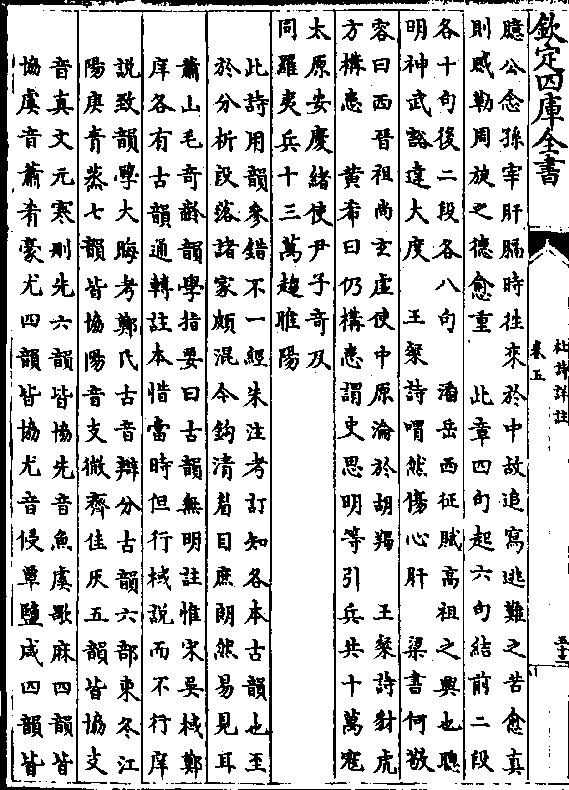 欽定四庫全書
杜詩詳註
卷五
五十三
臆公念孫宰肝膈時徃來於中故追寫逃難之苦愈真
則感勒周旋之德愈重　此章四句起六句結前二段
各十句後二段各八句　潘岳西征賦高祖之興也聰
明神武豁達大度　王粲詩喟然傷心肝　梁書何敬
容曰西晉祖尚玄虛使中原淪於胡羯　王粲詩豺虎
方構患　黄希曰仍構患謂史思明等引兵共十萬寇
太原安慶緒使尹子奇及
同羅夷兵十三萬趨睢陽
此詩用韻參錯不一經朱注考訂知各本古韻也至
於分析段落諸家頗混今鈎清眉目庶朗然易見耳
蕭山毛奇齡韻學指要曰古韻無明註惟宋吳棫鄭
庠各有古韻通轉註本惜當時但行棫說而不行庠
說致韻學大晦考鄭氏古音辯分古韻六部東冬江
陽庚青蒸七韻皆協陽音支微齊佳灰五韻皆協支
音真文元寒刪先六韻皆協先音魚虞歌麻四韻皆
協虞音蕭肴豪尤四韻皆協尤音侵覃鹽咸四韻皆